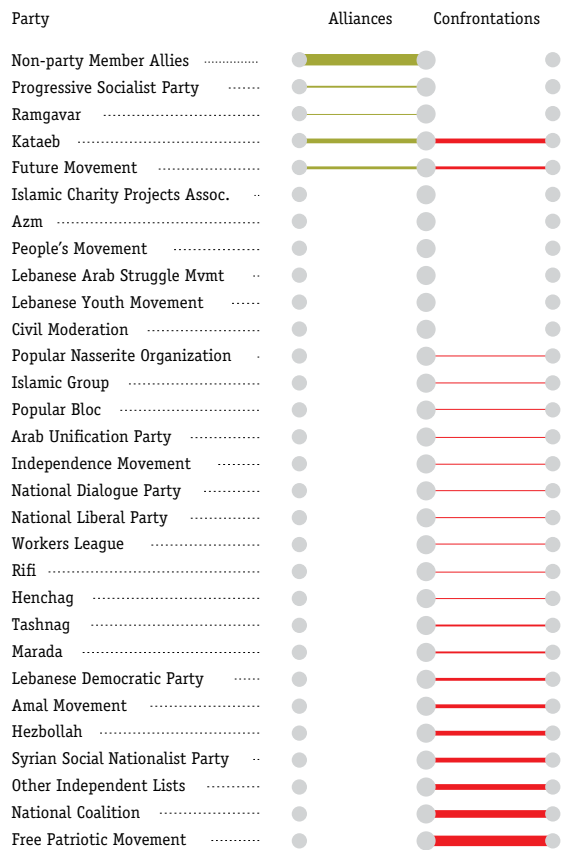 Party Alliances Confrontations
Non-party Member Allies
Progressive Socialist Party
Ramgavar
Kataeb
Future Movement
Islamic Charity Projects Assoc.
Azm
People’s Movement
Lebanese Arab Struggle Mvmt
Lebanese Youth Movement
Civil Moderation
Popular Nasserite Organization
Islamic Group
Popular Bloc
Arab Unification Party
Independence Movement
National Dialogue Party
National Liberal Party
Workers League
Rifi
Henchag
Tashnag
Marada
Lebanese Democratic Party
Amal Movement
Hezbollah
Syrian Social Nationalist Party
Other Independent Lists
National Coalition
Free Patriotic Movement